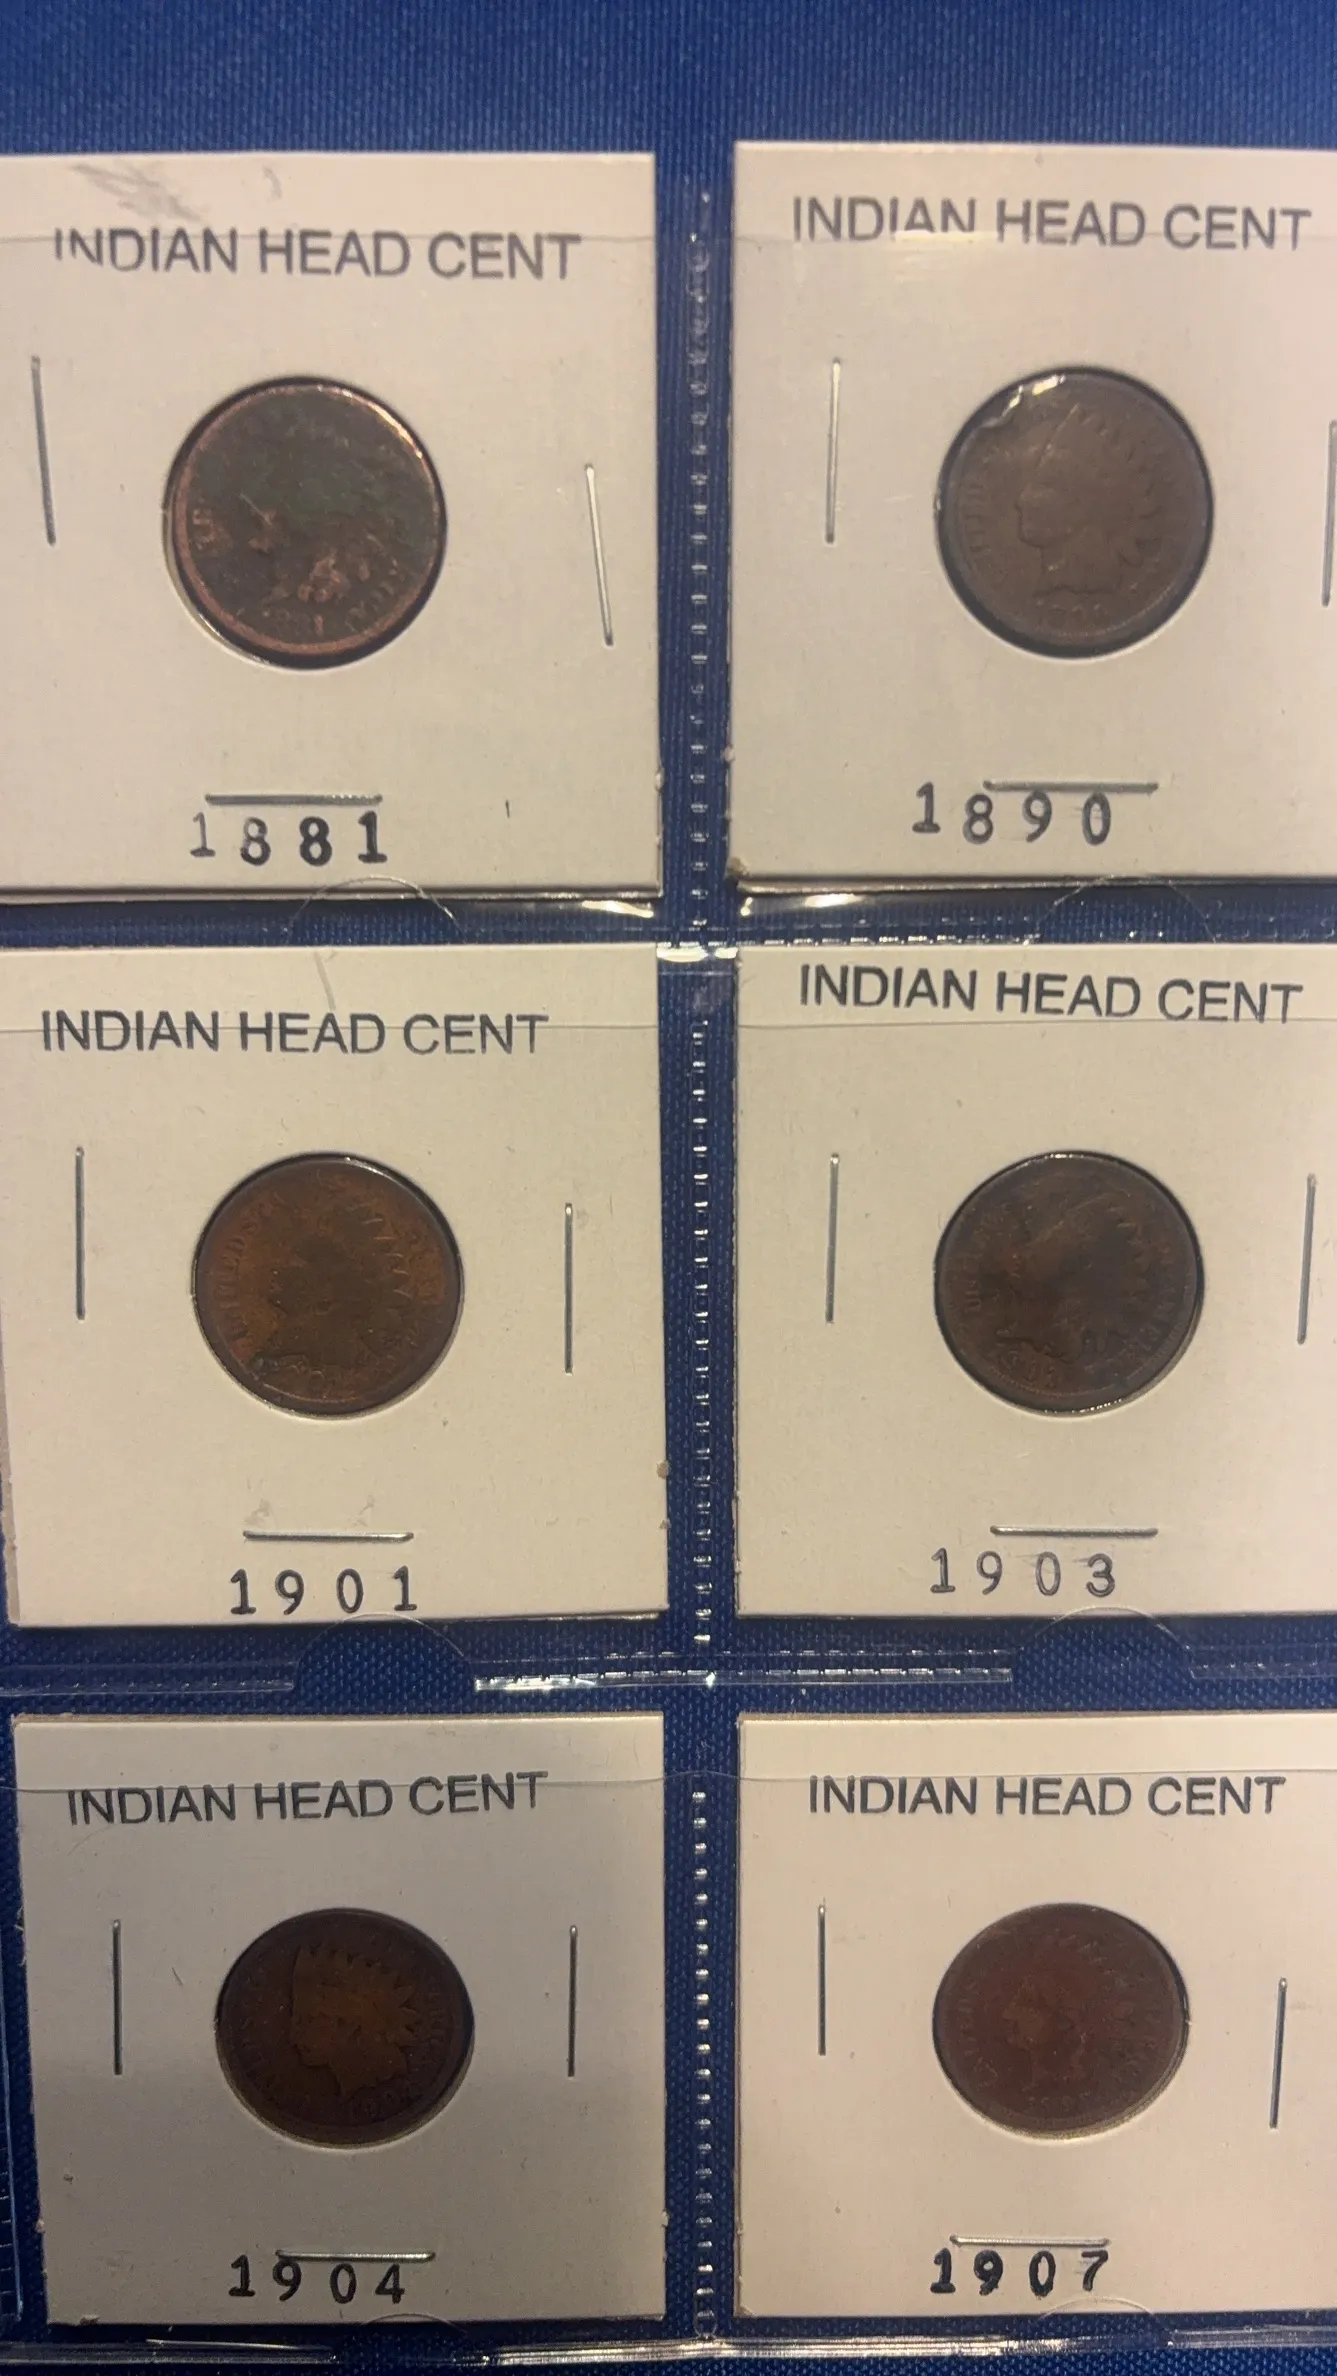 INDIAN HEAD CENT
1881
INDIAN HEAD CENT
1890
INDIAN HEAD CENT
1901
INDIAN HEAD CENT
1903
INDIAN HEAD CENT
1904
INDIAN HEAD CENT
1907